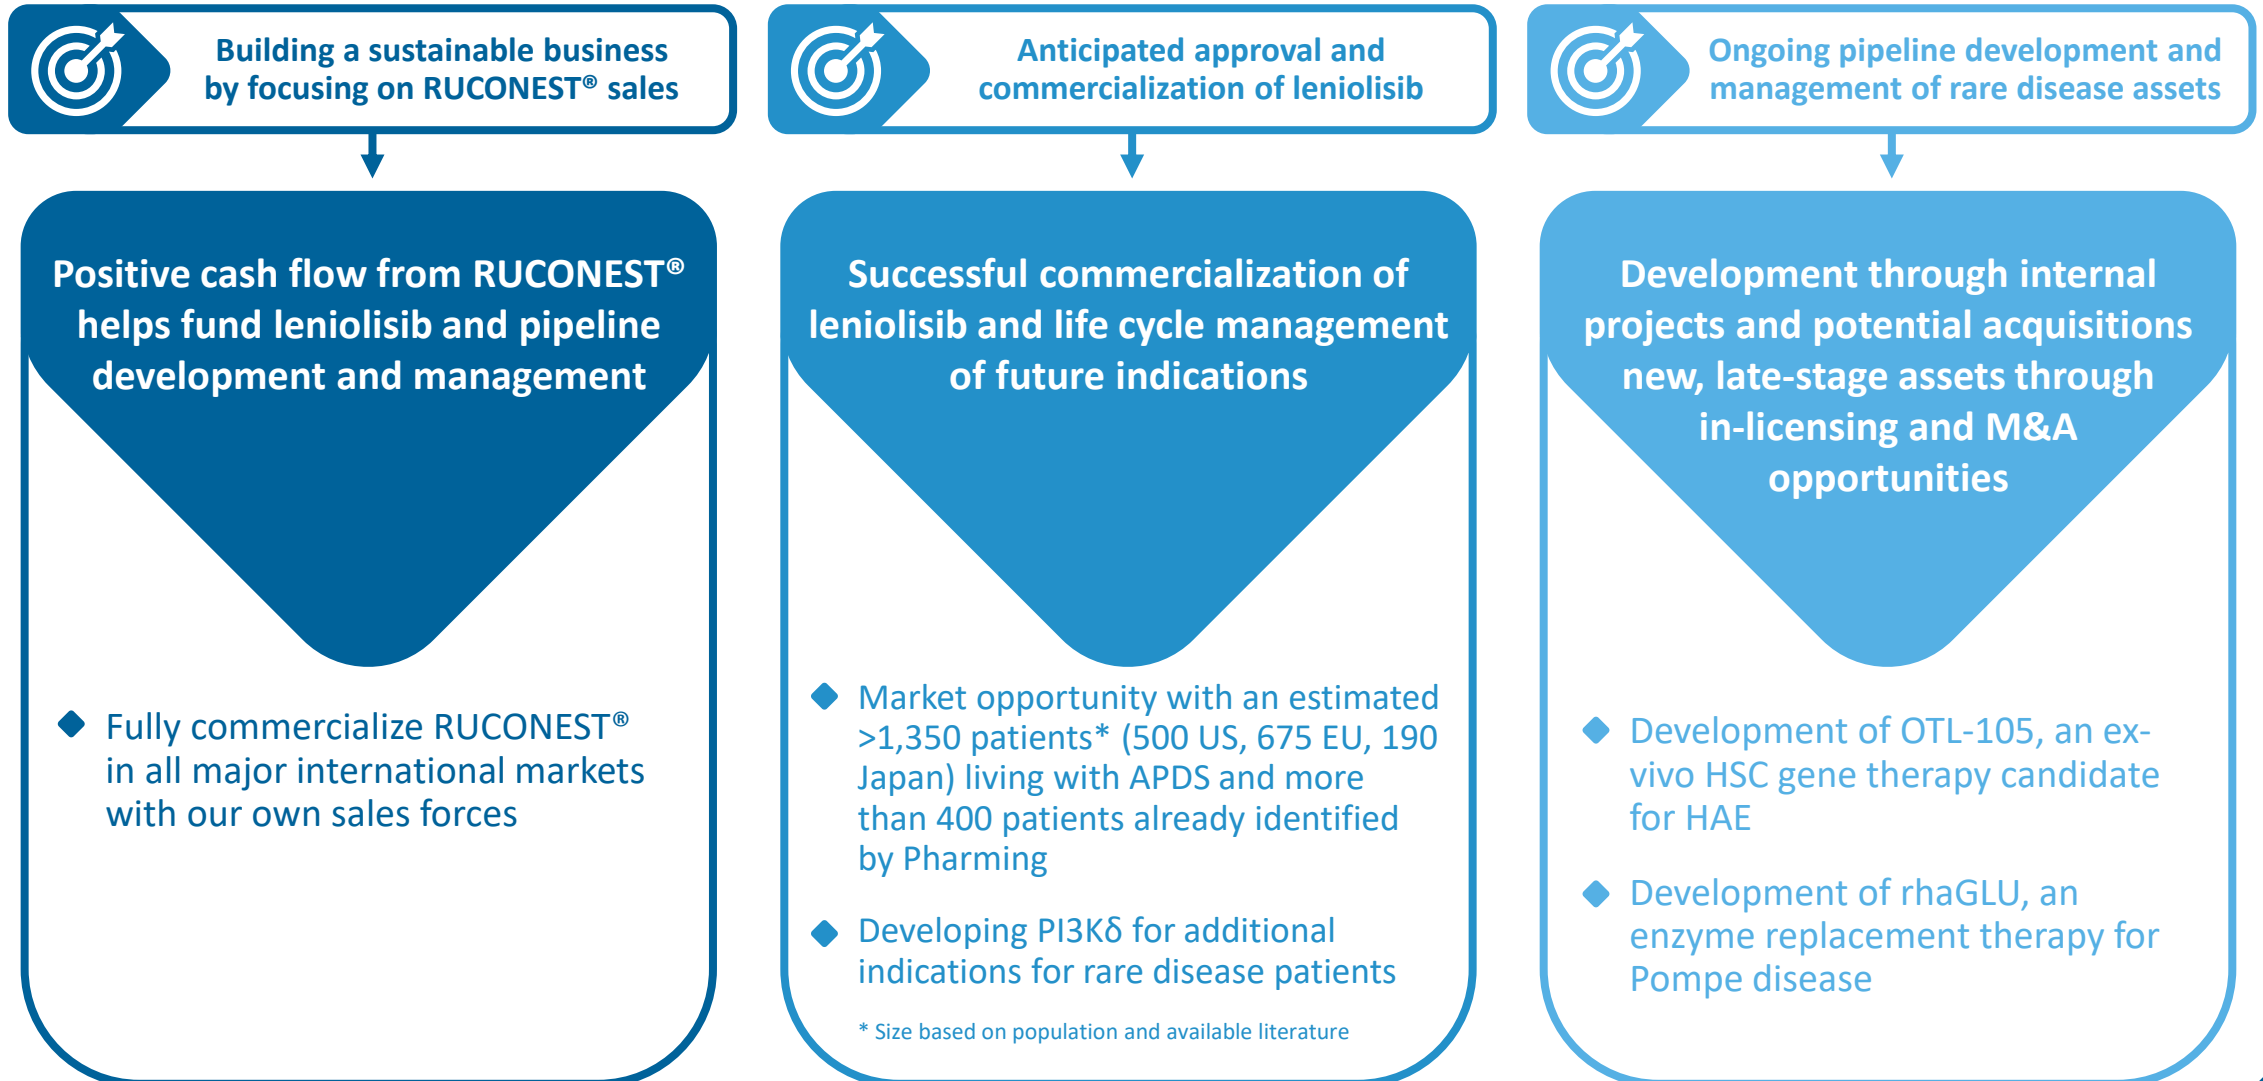 Building a sustainable business
by focusing on RUCONEST® sales
Positive cash flow from RUCONEST®
helps fund leniolisib and pipeline
development and management
Fully commercialize RUCONEST®
in all major international markets
with our own sales forces
Anticipated approval and
commercialization of leniolisib
Successful commercialization of
leniolisib and life cycle management
of future indications
Market opportunity with an estimated
>1,350 patients* (500 US, 675 EU, 190
Japan) living with APDS and more
than 400 patients already identified
by Pharming
Developing PI3Kδ for additional
indications for rare disease patients
* Size based on population and available literature
Ongoing pipeline development and
management of rare disease assets
Development through internal
projects and potential acquisitions
new, late-stage assets through
in-licensing and M&A
opportunities
Development of OTL-105, an ex-
vivo HSC gene therapy candidate
for HAE
Development of rhaGLU, an
enzyme replacement therapy for
Pompe disease